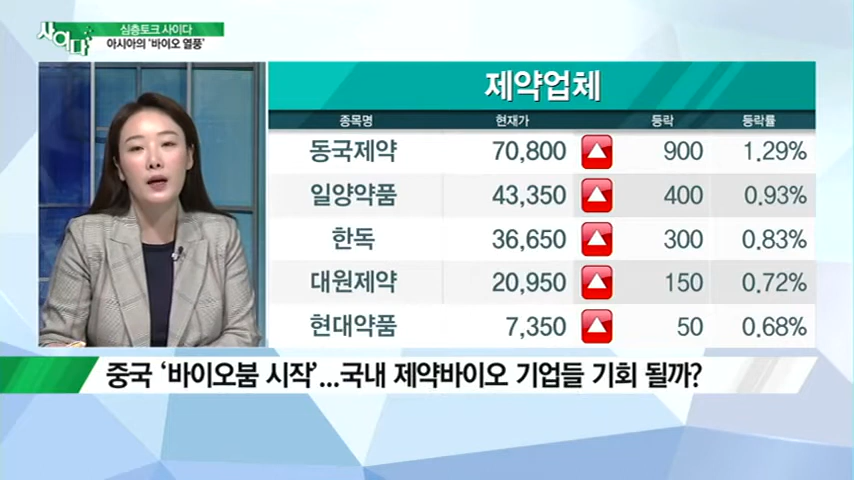 사이다
심층토크 사이다
아시아의 '바이오 열풍'
제약업체
종목명 현재가 등락 등락률
동국제약 70,800 900 1.29%
일양약품 43,350 400 0.93%
한독 36,650 300 0.83%
대원제약 20,950 150 0.72%
현대약품 7,350 50 0.68%
중국 '바이오붐 시작'...국내 제약바이오 기업들 기회 될까?